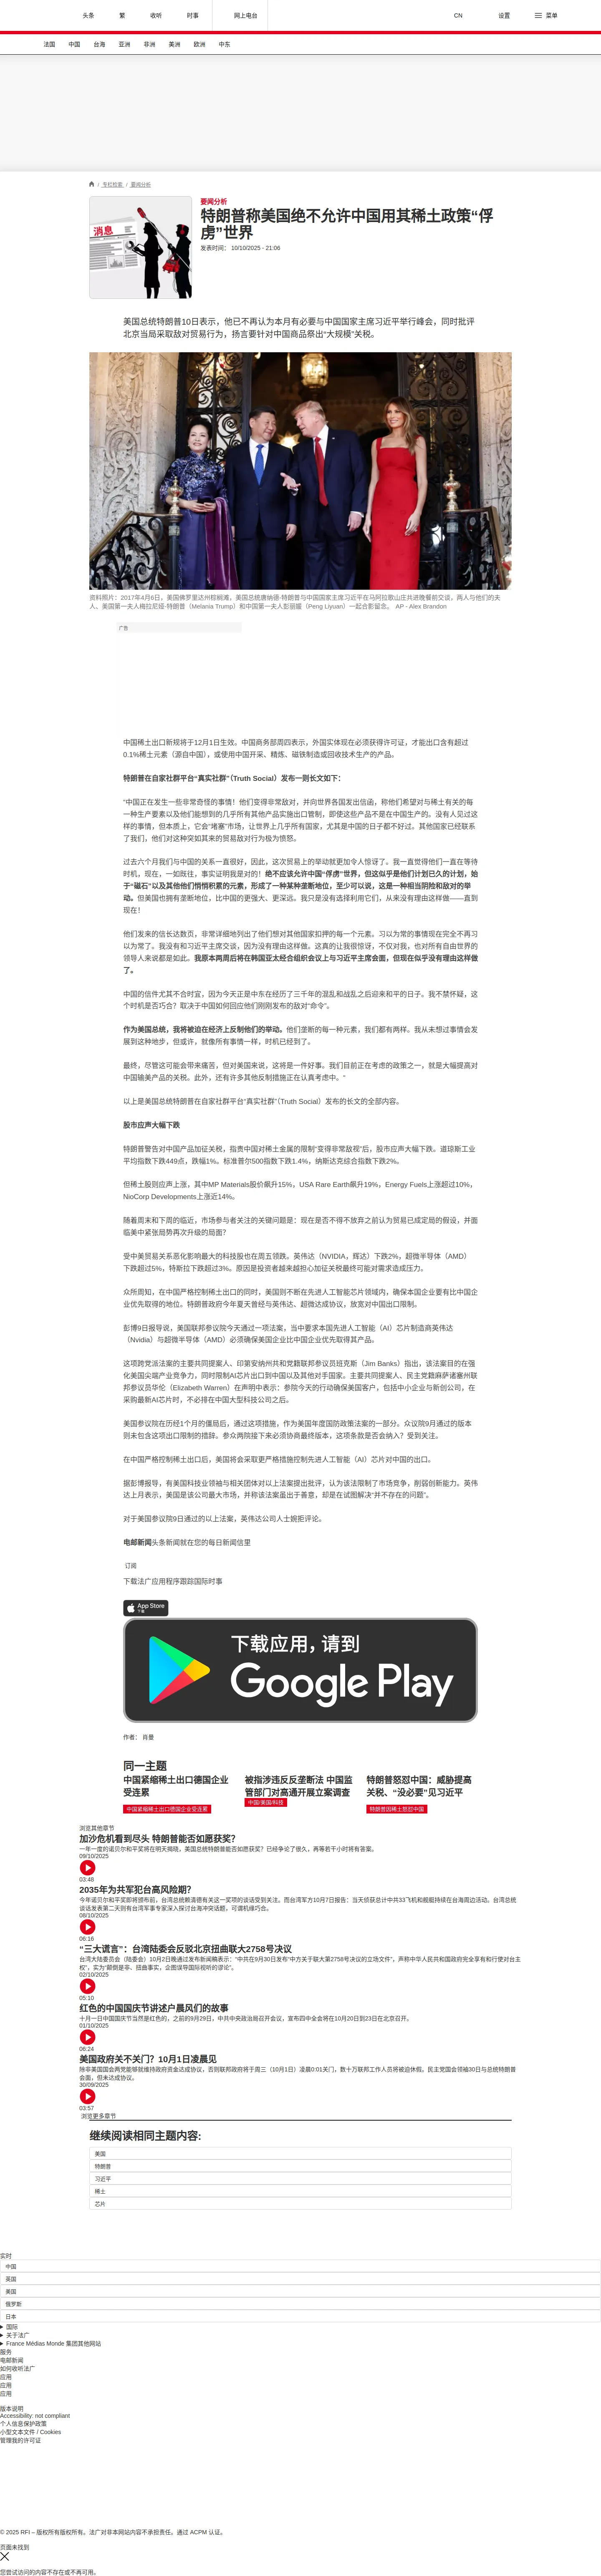 头条 繁 收听 时事 网上电台 CN 设置 菜单
法国 中国 台海 亚洲 非洲 美洲 欧洲 中东
/ 专栏检索 / 要闻分析
消息
要闻分析
特朗普称美国绝不允许中国用其稀土政策“俘
虏”世界
发表时间： 10/10/2025 - 21:06
美国总统特朗普10日表示，他已不再认为本月有必要与中国国家主席习近平举行峰会，同时批评
北京当局采取敌对贸易行为，扬言要针对中国商品祭出“大规模”关税。
资料照片：2017年4月6日，美国佛罗里达州棕榈滩，美国总统唐纳德·特朗普与中国国家主席习近平在马阿拉歌山庄共进晚餐前交谈，两人与他们的夫
人、美国第一夫人梅拉尼娅·特朗普（Melania Trump）和中国第一夫人彭丽媛（Peng Liyuan）一起合影留念。 AP - Alex Brandon
广告
中国稀土出口新规将于12月1日生效。中国商务部周四表示，外国实体现在必须获得许可证，才能出口含有超过
0.1%稀土元素（源自中国），或使用中国开采、精炼、磁铁制造或回收技术生产的产品。
特朗普在自家社群平台“真实社群”（Truth Social）发布一则长文如下：
“中国正在发生一些非常奇怪的事情！他们变得非常敌对，并向世界各国发出信函，称他们希望对与稀土有关的每
一种生产要素以及他们能想到的几乎所有其他产品实施出口管制，即使这些产品不是在中国生产的。没有人见过这
样的事情，但本质上，它会“堵塞”市场，让世界上几乎所有国家，尤其是中国的日子都不好过。其他国家已经联系
了我们，他们对这种突如其来的贸易敌对行为极为愤怒。
过去六个月我们与中国的关系一直很好，因此，这次贸易上的举动就更加令人惊讶了。我一直觉得他们一直在等待
时机，现在，一如既往，事实证明我是对的！绝不应该允许中国“俘虏”世界，但这似乎是他们计划已久的计划，始
于“磁石”以及其他他们悄悄积累的元素，形成了一种某种垄断地位，至少可以说，这是一种相当阴险和敌对的举
动。但美国也拥有垄断地位，比中国的更强大、更深远。我只是没有选择利用它们，从来没有理由这样做——直到
现在！
他们发来的信长达数页，非常详细地列出了他们想对其他国家扣押的每一个元素。习以为常的事情现在完全不再习
以为常了。我没有和习近平主席交谈，因为没有理由这样做。这真的让我很惊讶，不仅对我，也对所有自由世界的
领导人来说都是如此。我原本两周后将在韩国亚太经合组织会议上与习近平主席会面，但现在似乎没有理由这样做
了。
中国的信件尤其不合时宜，因为今天正是中东在经历了三千年的混乱和战乱之后迎来和平的日子。我不禁怀疑，这
个时机是否巧合？取决于中国如何回应他们刚刚发布的敌对“命令”。
作为美国总统，我将被迫在经济上反制他们的举动。他们垄断的每一种元素，我们都有两样。我从未想过事情会发
展到这种地步，但或许，就像所有事情一样，时机已经到了。
最终，尽管这可能会带来痛苦，但对美国来说，这将是一件好事。我们目前正在考虑的政策之一，就是大幅提高对
中国输美产品的关税。此外，还有许多其他反制措施正在认真考虑中。”
以上是美国总统特朗普在自家社群平台“真实社群”（Truth Social）发布的长文的全部内容。
股市应声大幅下跌
特朗普警告对中国产品加征关税，指责中国对稀土金属的限制“变得非常敌视”后，股市应声大幅下跌。道琼斯工业
平均指数下跌449点，跌幅1%。标准普尔500指数下跌1.4%，纳斯达克综合指数下跌2%。
但稀土股则应声上涨，其中MP Materials股价飙升15%，USA Rare Earth飙升19%，Energy Fuels上涨超过10%，
NioCorp Developments上涨近14%。
随着周末和下周的临近，市场参与者关注的关键问题是：现在是否不得不放弃之前认为贸易已成定局的假设，并面
临美中紧张局势再次升级的局面？
受中美贸易关系恶化影响最大的科技股也在周五领跌。英伟达（NVIDIA，辉达）下跌2%，超微半导体（AMD）
下跌超过5%，特斯拉下跌超过3%。原因是投资者越来越担心加征关税最终可能对需求造成压力。
众所周知，在中国严格控制稀土出口的同时，美国则不断在先进人工智能芯片领域内，确保本国企业要有比中国企
业优先取得的地位。特朗普政府今年夏天曾经与英伟达、超微达成协议，放宽对中国出口限制。
彭博9日报导说，美国联邦参议院今天通过一项法案，当中要求本国先进人工智能（AI）芯片制造商英伟达
（Nvidia）与超微半导体（AMD）必须确保美国企业比中国企业优先取得其产品。
这项跨党派法案的主要共同提案人、印第安纳州共和党籍联邦参议员班克斯（Jim Banks）指出，该法案目的在强
化美国尖端产业竞争力，同时限制AI芯片出口到中国以及其他对手国家。主要共同提案人、民主党籍麻萨诸塞州联
邦参议员华伦（Elizabeth Warren）在声明中表示：参院今天的行动确保美国客户，包括中小企业与新创公司，在
采购最新AI芯片时，不必排在中国大型科技公司之后。
美国参议院在历经1个月的僵局后，通过这项措施，作为美国年度国防政策法案的一部分。众议院9月通过的版本
则未包含这项出口限制的措辞。参众两院接下来必须协商最终版本，这项条款是否会纳入？受到关注。
在中国严格控制稀土出口后，美国将会采取更严格措施控制先进人工智能（AI）芯片对中国的出口。
据彭博报导，有美国科技业领袖与相关团体对以上法案提出批评，认为该法限制了市场竞争，削弱创新能力。英伟
达上月表示，美国是该公司最大市场，并称该法案虽出于善意，却是在试图解决“并不存在的问题”。
对于美国参议院9日通过的以上法案，英伟达公司人士婉拒评论。
电邮新闻头条新闻就在您的每日新闻信里
订阅
下载法广应用程序跟踪国际时事
App Store
下载应用，请到
Google Play
作者： 肖曼
同一主题
中国紧缩稀土出口德国企业
受连累
中国紧缩稀土出口德国企业受连累
被指涉违反反垄断法 中国监
管部门对高通开展立案调查
中国/美国/科技
特朗普怒怼中国：威胁提高
关税、“没必要”见习近平
特朗普因稀土怒怼中国
浏览其他章节
加沙危机看到尽头 特朗普能否如愿获奖？
一年一度的诺贝尔和平奖将在明天揭晓，美国总统特朗普能否如愿获奖？已经争论了很久，再等若干小时将有答案。
09/10/2025
03:48
2035年为共军犯台高风险期？
今年诺贝尔和平奖即将颁布前，台湾总统赖清德有关这一奖项的谈话受到关注。而台湾军方10月7日报告：当天侦获总计中共33飞机和舰艇持续在台海周边活动。台湾总统
谈话发表第二天则有台湾军事专家深入探讨台海冲突话题，可谓机缘巧合。
08/10/2025
06:16
“三大谎言”：台湾陆委会反驳北京扭曲联大2758号决议
台湾大陆委员会（陆委会）10月2日晚通过发布新闻稿表示：“中共在9月30日发布“中方关于联大第2758号决议的立场文件”，声称中华人民共和国政府完全享有和行使对台主
权”，实为“颠倒是非、扭曲事实，企图误导国际视听的谬论”。
02/10/2025
05:10
红色的中国国庆节讲述户晨风们的故事
十月一日中国国庆节当然是红色的，之前的9月29日，中共中央政治局召开会议，宣布四中全会将在10月20日到23日在北京召开。
01/10/2025
06:24
美国政府关不关门？10月1日凌晨见
除非美国国会两党能够就维持政府资金达成协议，否则联邦政府将于周三（10月1日）凌晨0:01关门，数十万联邦工作人员将被迫休假。民主党国会领袖30日与总统特朗普
会面，但未达成协议。
30/09/2025
03:57
浏览更多章节
继续阅读相同主题内容:
美国
特朗普
习近平
稀土
芯片
实时
中国
英国
美国
俄罗斯
日本
国际
关于法广
France Médias Monde 集团其他网站
服务
电邮新闻
如何收听法广
应用
应用
应用
版本说明
Accessibility: not compliant
个人信息保护政策
小型文本文件 / Cookies
管理我的许可证
© 2025 RFI – 版权所有版权所有。法广对非本网站内容不承担责任。通过 ACPM 认证。
页面未找到
您尝试访问的内容不存在或不再可用。